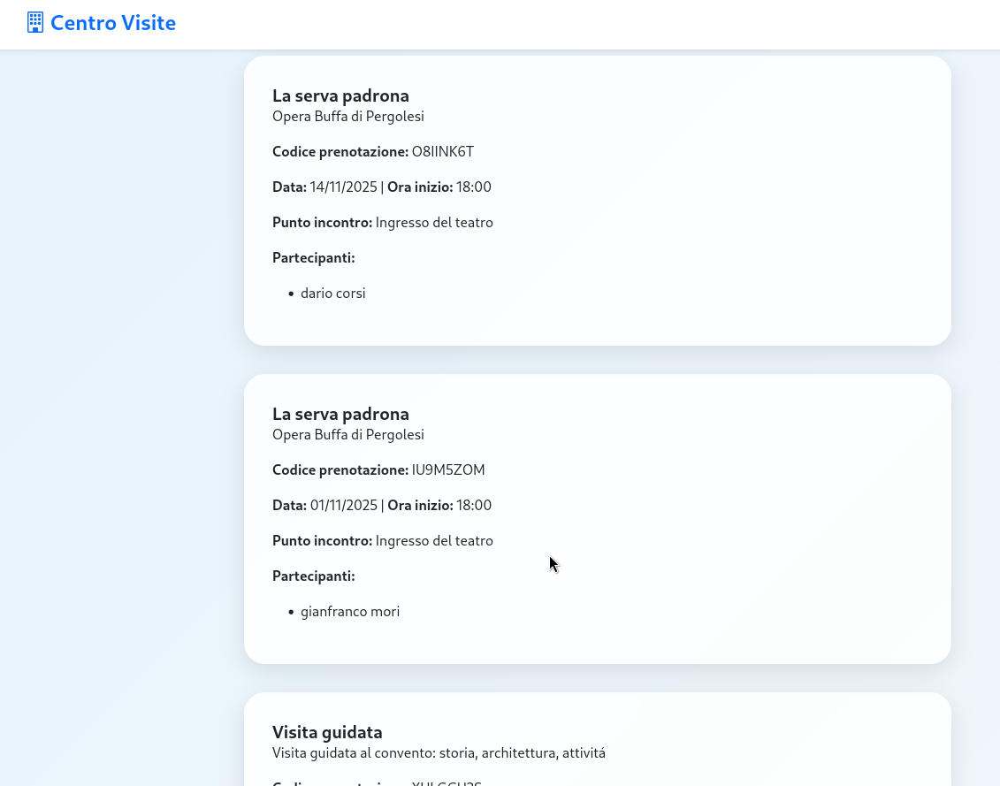 Centro Visite
La serva padrona
Opera Buffa di Pergolesi
Codice prenotazione: O8IINK6T
Data: 14/11/2025 | Ora inizio: 18:00
Punto incontro: Ingresso del teatro
Partecipanti:
• dario corsi
La serva padrona
Opera Buffa di Pergolesi
Codice prenotazione: IU9M5ZOM
Data: 01/11/2025 | Ora inizio: 18:00
Punto incontro: Ingresso del teatro
Partecipanti:
• gianfranco mori
Visita guidata
Visita guidata al convento: storia, architettura, attivitá